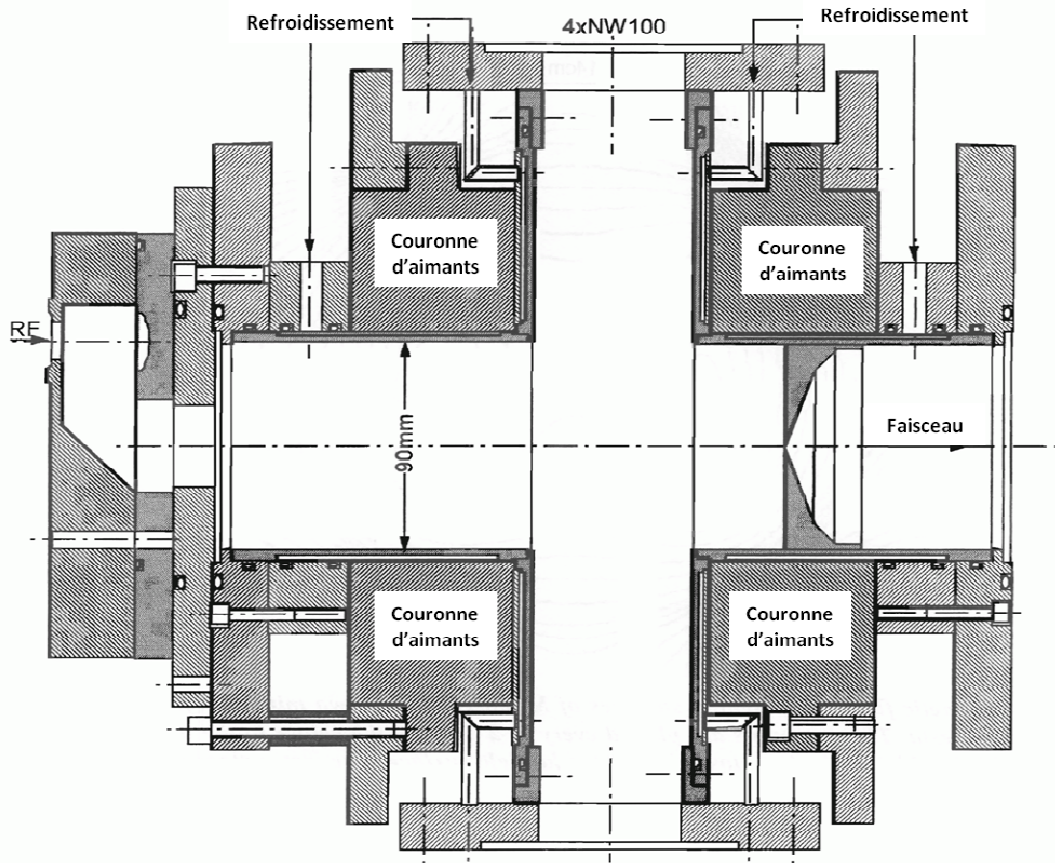 Refroidissement
4xNW100
Refroidissement
Couronne
d'aimants
Couronne
d'aimants
RF
90mm
Faisceau
Couronne
d'aimants
Couronne
d'aimants